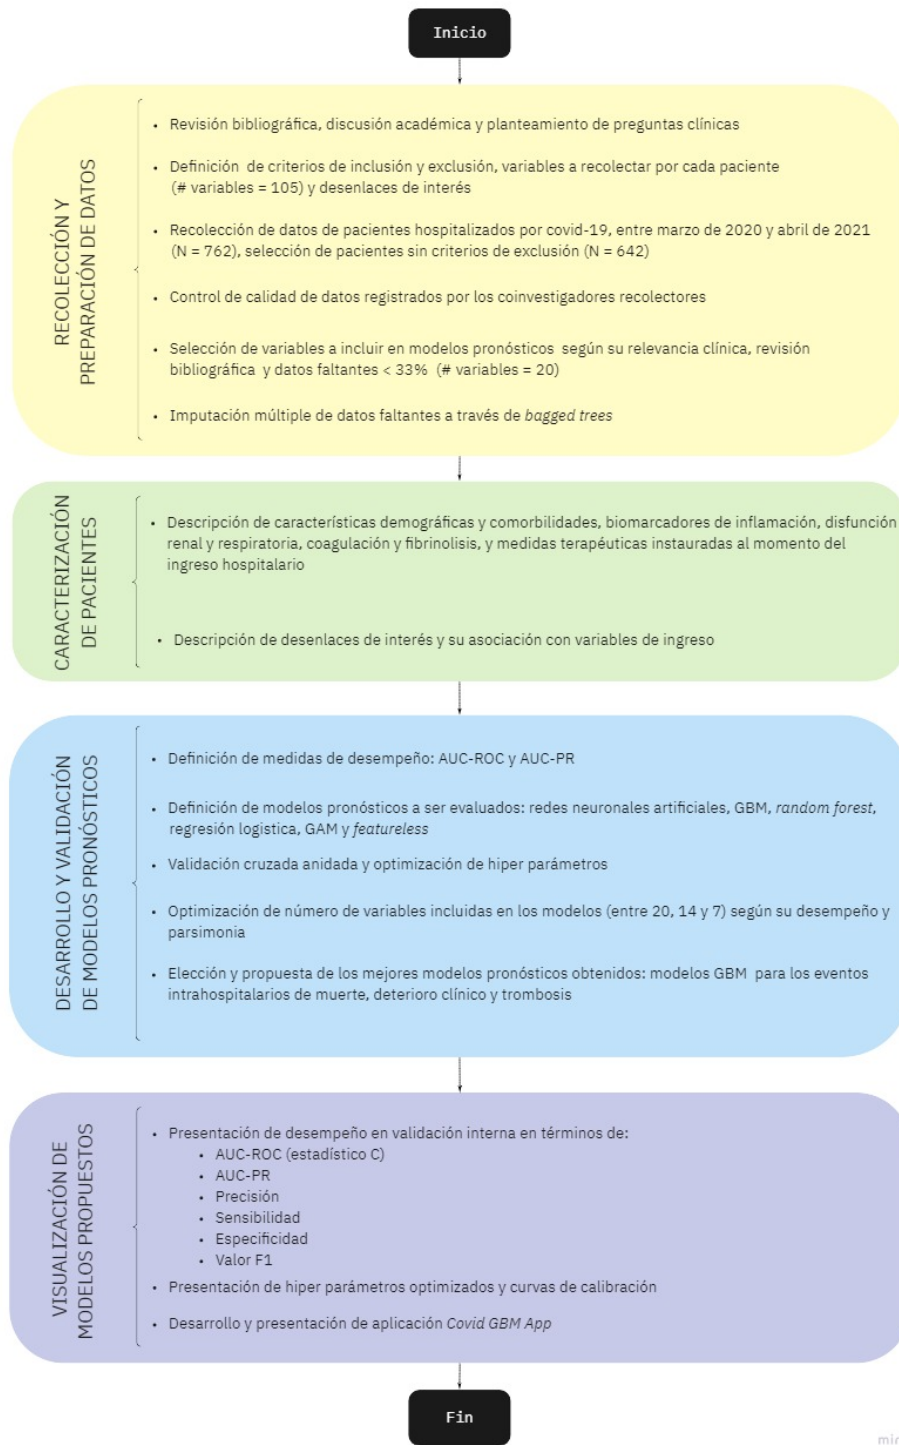 Inicio
RECOLECCIÓN Y
PREPARACIÓN DE DATOS
• Revisión bibliográfica, discusión académica y planteamiento de preguntas clínicas
• Definición de criterios de inclusión y exclusión, variables a recolectar por cada paciente
(# variables = 105) y desenlaces de interés
• Recolección de datos de pacientes hospitalizados por covid-19, entre marzo de 2020 y abril de 2021
(N = 762), selección de pacientes sin criterios de exclusión (N = 642)
• Control de calidad de datos registrados por los coinvestigadores recolectores
• Selección de variables a incluir en modelos pronósticos según su relevancia clínica, revisión
bibliográfica y datos faltantes < 33% (# variables = 20)
• Imputación múltiple de datos faltantes a través de bagged trees
CARACTERIZACIÓN
DE PACIENTES
• Descripción de características demográficas y comorbilidades, biomarcadores de inflamación, disfunción
renal y respiratoria, coagulación y fibrinolisis, y medidas terapéuticas instauradas al momento del
ingreso hospitalario
• Descripción de desenlaces de interés y su asociación con variables de ingreso
DESARROLLO Y VALIDACIÓN
DE MODELOS PRONÓSTICOS
• Definición de medidas de desempeño: AUC-ROC y AUC-PR
• Definición de modelos pronósticos a ser evaluados: redes neuronales artificiales, GBM, random forest,
regresión logistica, GAM y featureless
• Validación cruzada anidada y optimización de hiper parámetros
• Optimización de número de variables incluidas en los modelos (entre 20, 14 y 7) según su desempeño y
parsimonia
• Elección y propuesta de los mejores modelos pronósticos obtenidos: modelos GBM para los eventos
intrahospitalarios de muerte, deterioro clínico y trombosis
VISUALIZACIÓN DE
MODELOS PROPUESTOS
• Presentación de desempeño en validación interna en términos de:
• AUC-ROC (estadístico C)
• AUC-PR
• Precisión
• Sensibilidad
• Especificidad
• Valor F1
• Presentación de hiper parámetros optimizados y curvas de calibración
• Desarrollo y presentación de aplicación Covid GBM App
Fin